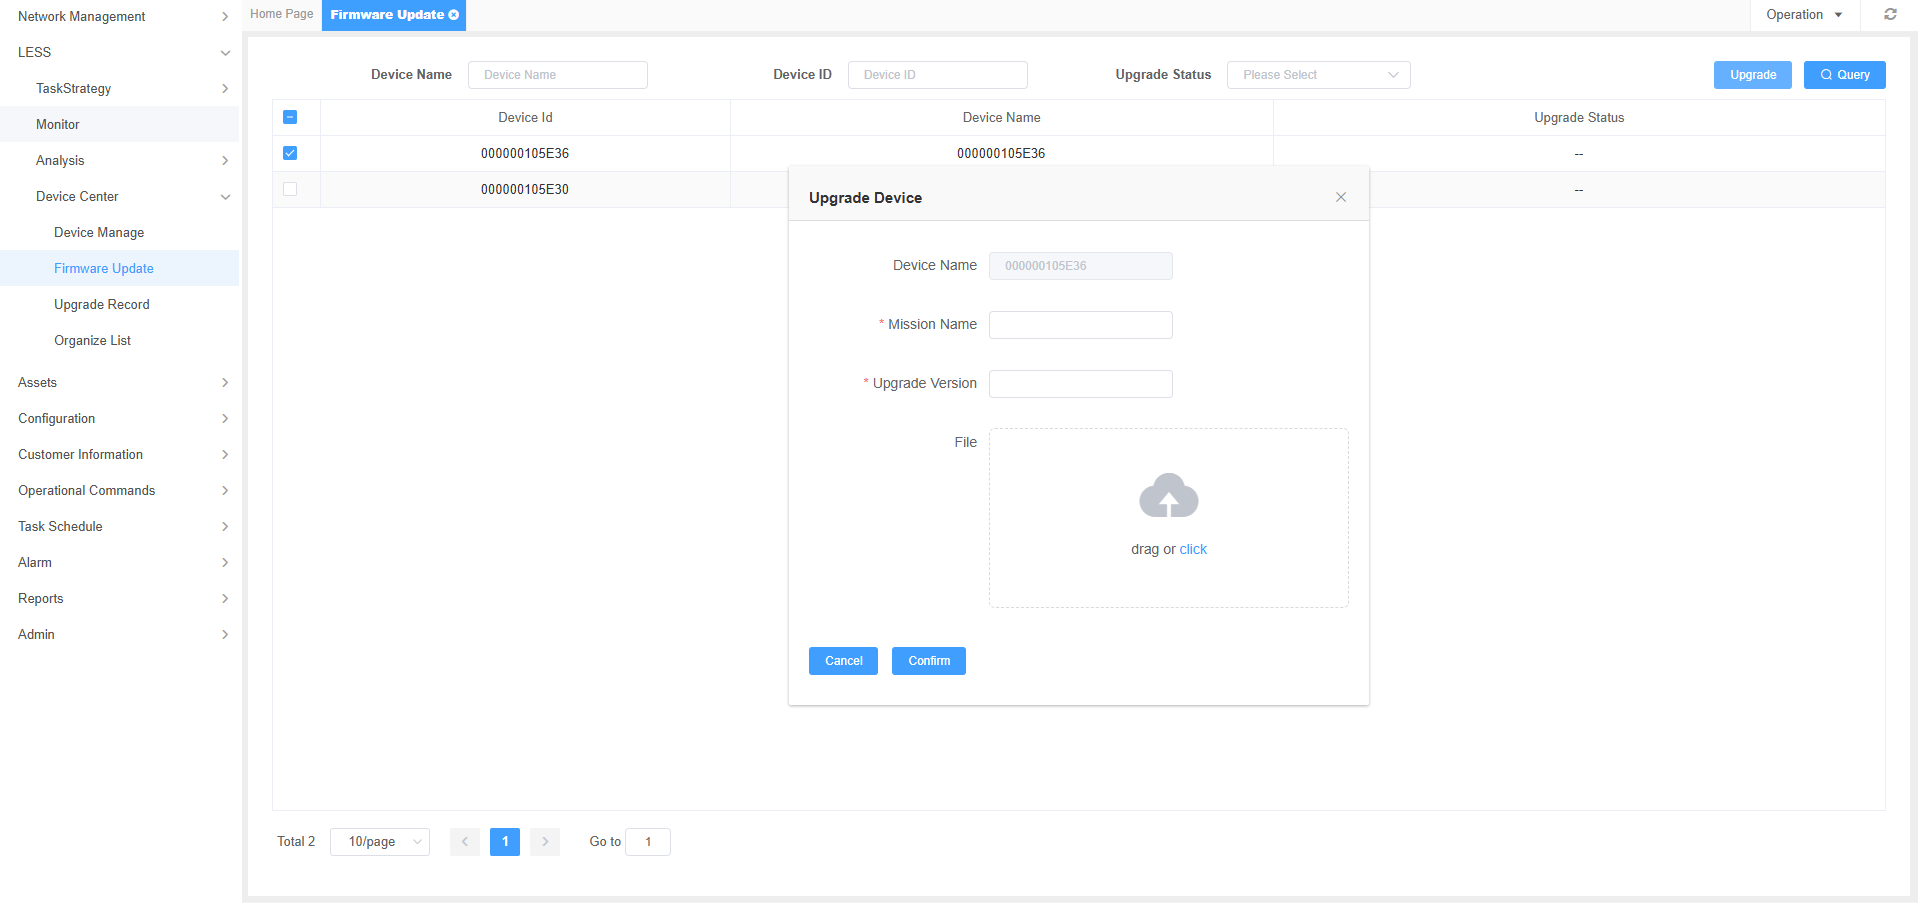 Network Management
LESS
TaskStrategy
Monitor
Analysis
Device Center
Device Manage
Firmware Update
Upgrade Record
Organize List
Assets
Configuration
Customer Information
Operational Commands
Task Schedule
Alarm
Reports
Admin
Home Page Firmware Update Operation
Device Name Device Name Device ID Device ID Upgrade Status Please Select Upgrade Query
Device Id Device Name Upgrade Status
000000105E36 000000105E36 --
000000105E30 --
Upgrade Device
Device Name 000000105E36
* Mission Name
* Upgrade Version
File
drag or click
Cancel Confirm
Total 2 10/page 1 Go to 1